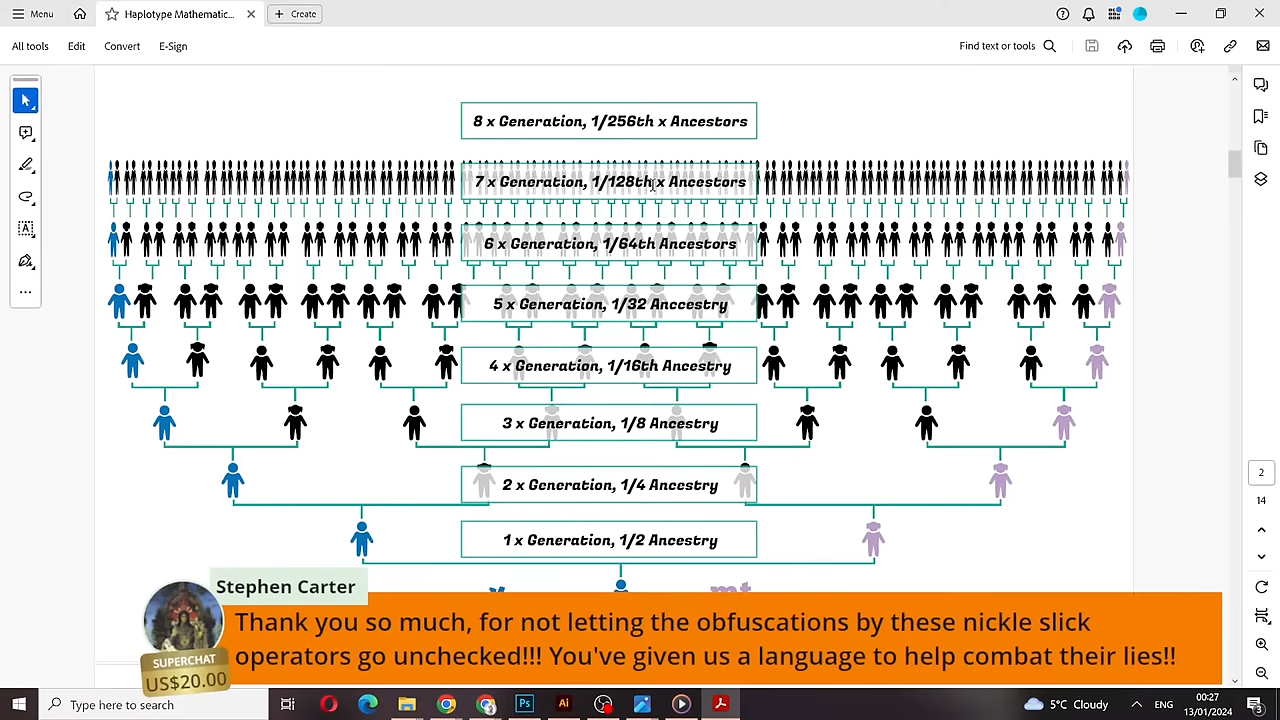 Menu
Haplotype Mathematic...
Create
All tools
Edit
Convert
E-Sign
Find text or tools
8 x Generation, 1/256th x Ancestors
7 x Generation, 1/128th x Ancestors
6 x Generation, 1/64th Ancestors
5 x Generation, 1/32 Anccestry
4 x Generation, 1/16th Ancestry
3 x Generation, 1/8 Ancestry
2 x Generation, 1/4 Ancestry
1 x Generation, 1/2 Ancestry
2
14
Stephen Carter
Thank you so much, for not letting the obfuscations by these nickle slick
operators go unchecked!!! You've given us a language to help combat their lies!!
SUPERCHAT
US$20.00
Type here to search
Ps
Ai
5°C Cloudy
ENG
00:27
13/01/2024
3